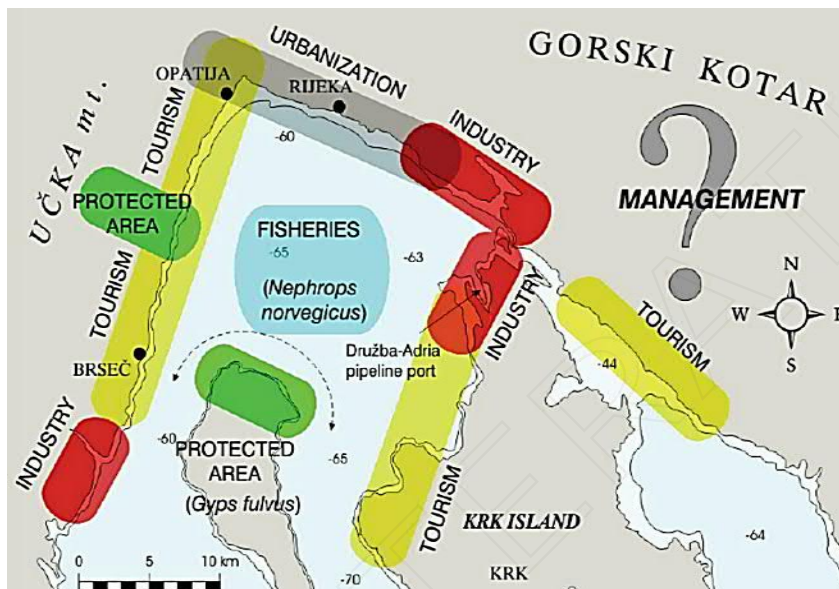 GORSKI KOTAR
URBANIZATION
OPATIJA
RIJEKA
UČKA mt.
TOURISM
-60
INDUSTRY
?
MANAGEMENT
PROTECTED
AREA
FISHERIES
-65
-63
(Nephrops
norvegicus)
TOURISM
INDUSTRY
N
W
E
S
TOURISM
Družba-Adria
pipeline port
-44
BRSEČ
INDUSTRY
-60
PROTECTED
AREA
(Gyps fulvus)
-65
TOURISM
KRK ISLAND
-64
KRK
0 5 10 km
-70